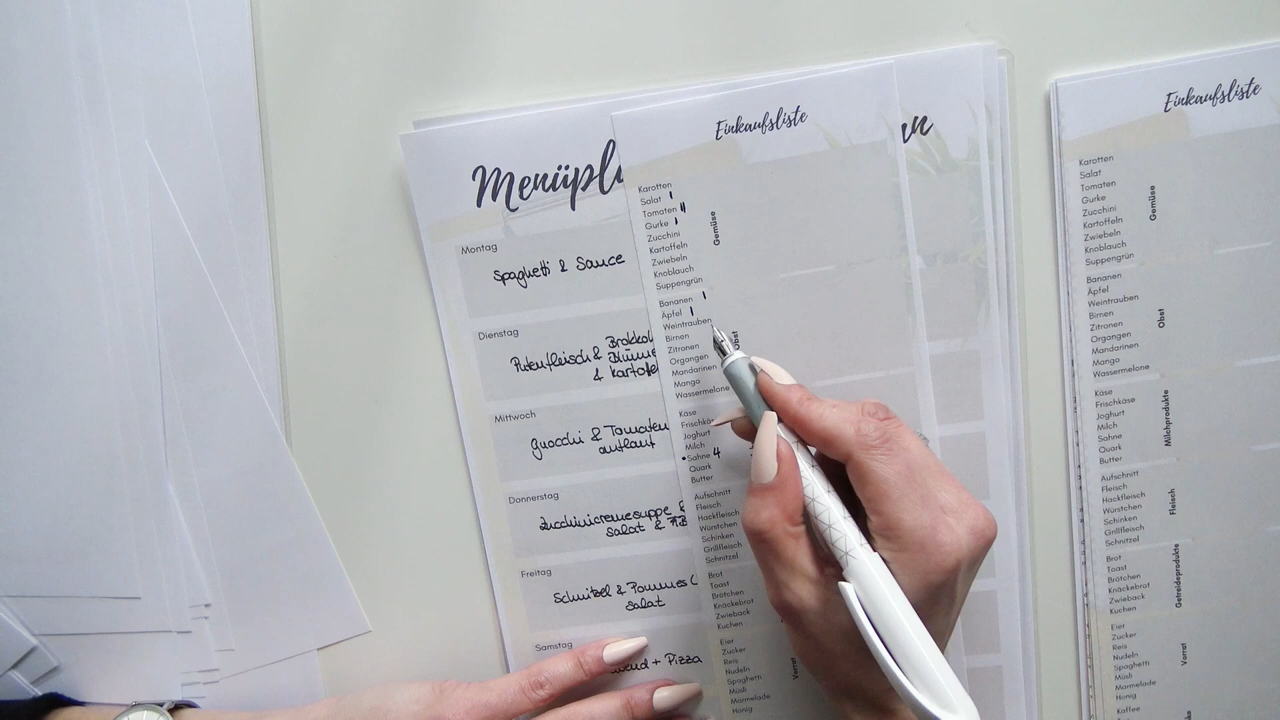 Menüpl
Montag
Spaghetti & Sauce
Dienstag
Putenfleisch &
& Kartoffel
Mittwoch
Gnocchi & Tomaten
auflauf
Donnerstag
Zucchinicremesuppe &
Salat &
Freitag
Schnitzel & Pommes
Salat
Samstag
+ Pizza
Einkaufsliste
Karotten
Salat
Tomaten
Gurke
Zucchini
Kartoffeln
Zwiebeln
Knoblauch
Suppengrün
Gemüse
Bananen
Äpfel
Weintrauben
Birnen
Zitronen
Organgen
Mandarinen
Mango
Wassermelone
Käse
Joghurt
Milch
Sahne 4
Quark
Butter
Aufschnitt
Fleisch
Hackfleisch
Würstchen
Schinken
Grillfleisch
Schnitzel
Brot
Toast
Brötchen
Knäckebrot
Zwieback
Kuchen
Eier
Zucker
Reis
Nudeln
Spaghetti
Müsli
Marmelade
Honig
Vorrat
Einkaufsliste
Karotten
Salat
Tomaten
Gurke
Zucchini
Kartoffeln
Zwiebeln
Knoblauch
Suppengrün
Gemüse
Bananen
Äpfel
Weintrauben
Birnen
Zitronen
Organgen
Mandarinen
Mango
Wassermelone
Obst
Käse
Frischkäse
Joghurt
Milch
Sahne
Quark
Butter
Milchprodukte
Aufschnitt
Fleisch
Hackfleisch
Würstchen
Schinken
Grillfleisch
Schnitzel
Fleisch
Brot
Toast
Brötchen
Knäckebrot
Zwieback
Kuchen
Getreideprodukte
Eier
Zucker
Reis
Nudeln
Spaghetti
Müsli
Marmelade
Honig
Vorrat
Kaffee